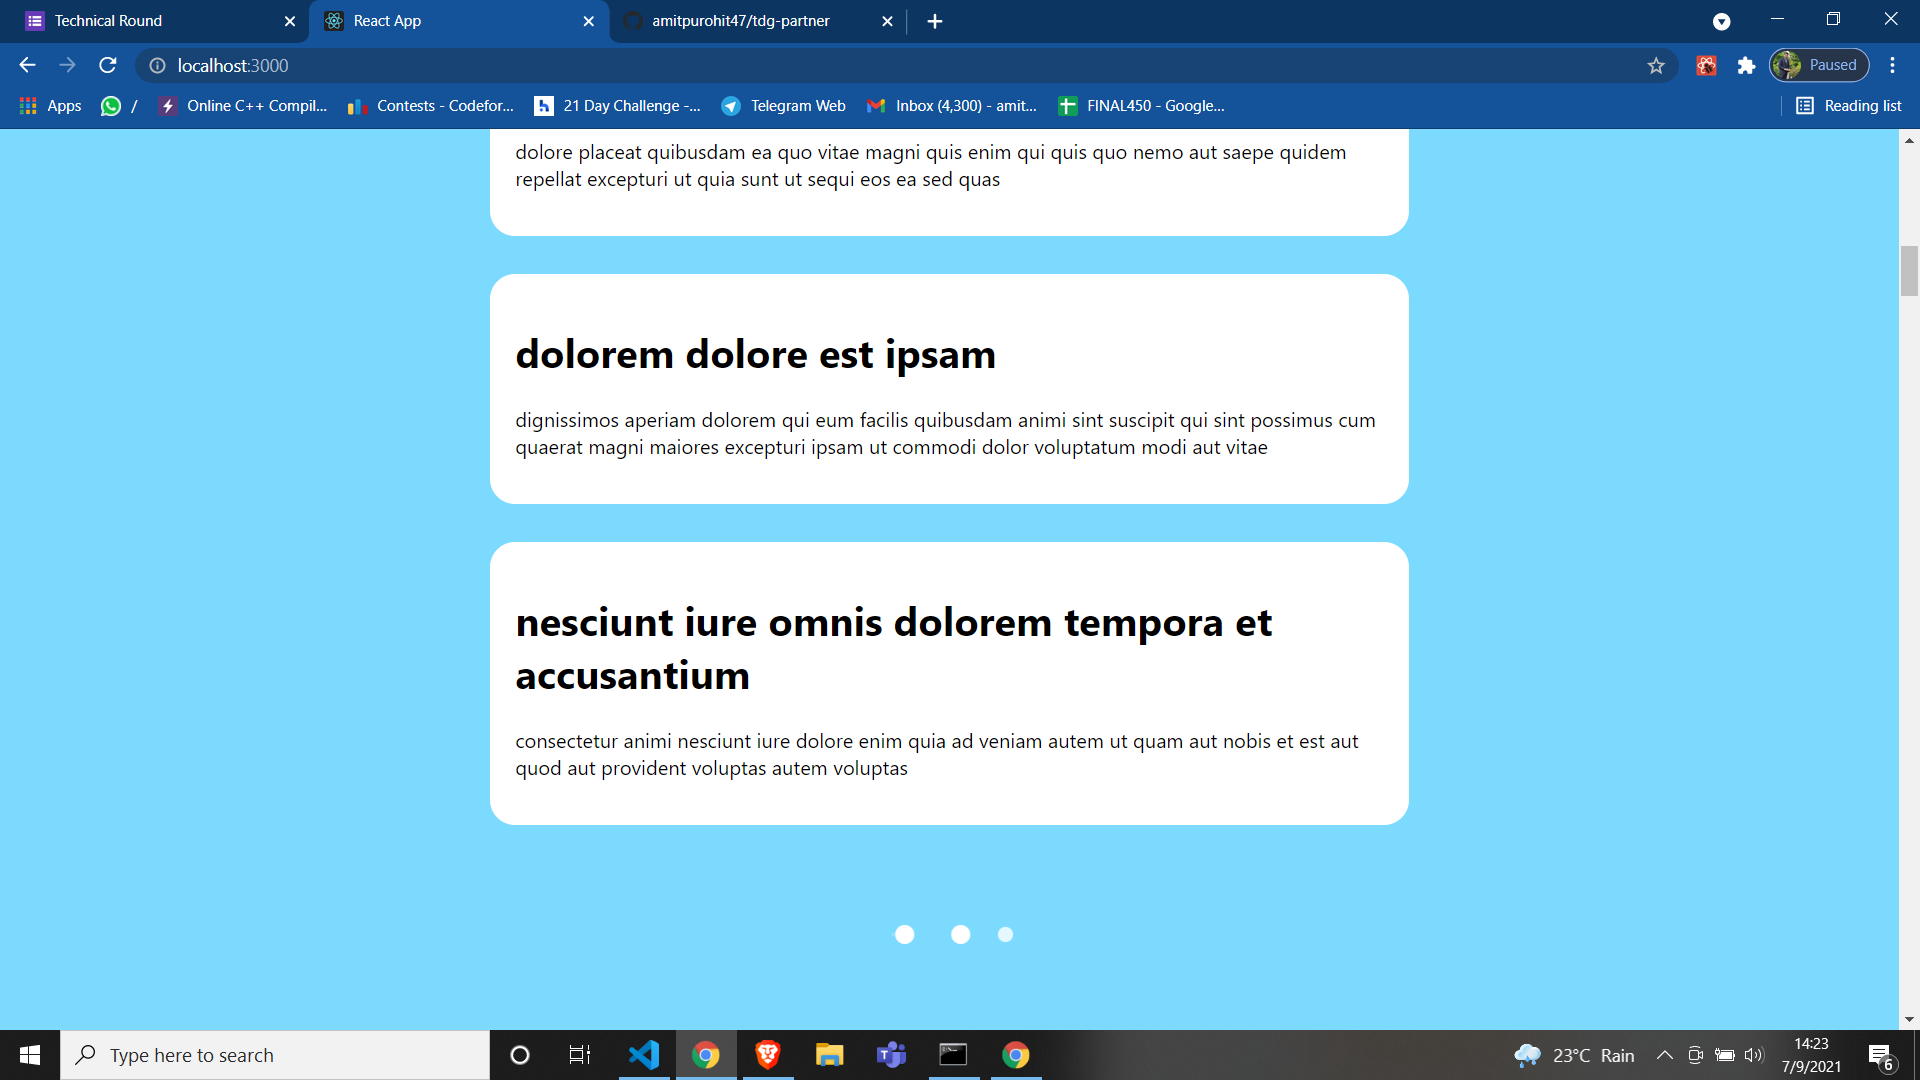 Technical Round
React App
amitpurohit47/tdg-partner
localhost:3000
Paused
Apps
/
Online C++ Compil...
Contests - Codefor...
21 Day Challenge -...
Telegram Web
Inbox (4,300) - amit...
FINAL450 - Google...
Reading list
dolore placeat quibusdam ea quo vitae magni quis enim qui quis quo nemo aut saepe quidem
repellat excepturi ut quia sunt ut sequi eos ea sed quas
dolorem dolore est ipsam
dignissimos aperiam dolorem qui eum facilis quibusdam animi sint suscipit qui sint possimus cum
quaerat magni maiores excepturi ipsam ut commodi dolor voluptatum modi aut vitae
nesciunt iure omnis dolorem tempora et
accusantium
consectetur animi nesciunt iure dolore enim quia ad veniam autem ut quam aut nobis et est aut
quod aut provident voluptas autem voluptas
Type here to search
23°C Rain
14:23
7/9/2021
6